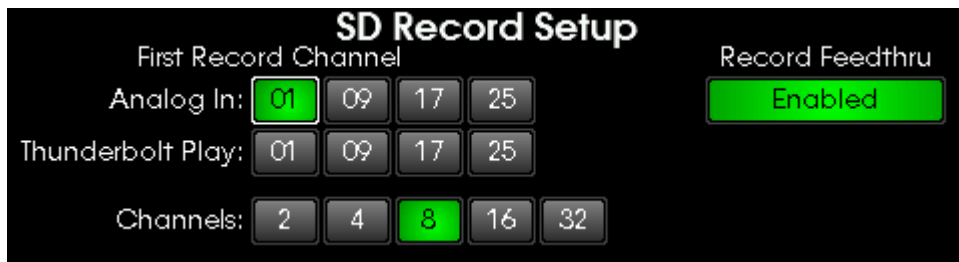 SD Record Setup
First Record Channel Record Feedthru
Analog In: 01 09 17 25 Enabled
Thunderbolt Play: 01 09 17 25
Channels: 2 4 8 16 32